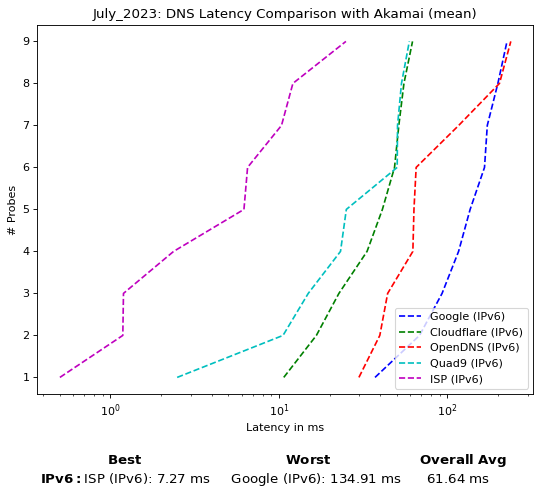 July_2023: DNS Latency Comparison with Akamai (mean)
9
8
7
6
5
4
3
2
1
# Probes
Google (IPv6)
Cloudflare (IPv6)
OpenDNS (IPv6)
Quad9 (IPv6)
ISP (IPv6)
10⁰ 10¹ 10²
Latency in ms
Best Worst Overall Avg
IPv6: ISP (IPv6): 7.27 ms Google (IPv6): 134.91 ms 61.64 ms